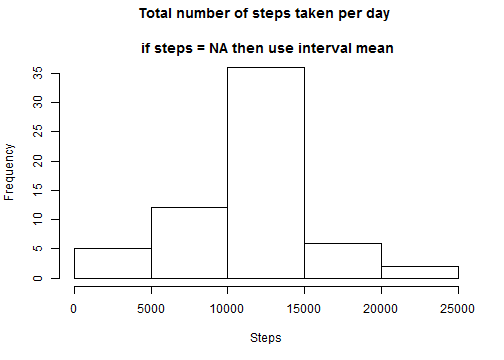 Total number of steps taken per day
if steps = NA then use interval mean
Frequency
35
30
25
20
15
10
5
0
0 5000 10000 15000 20000 25000
Steps